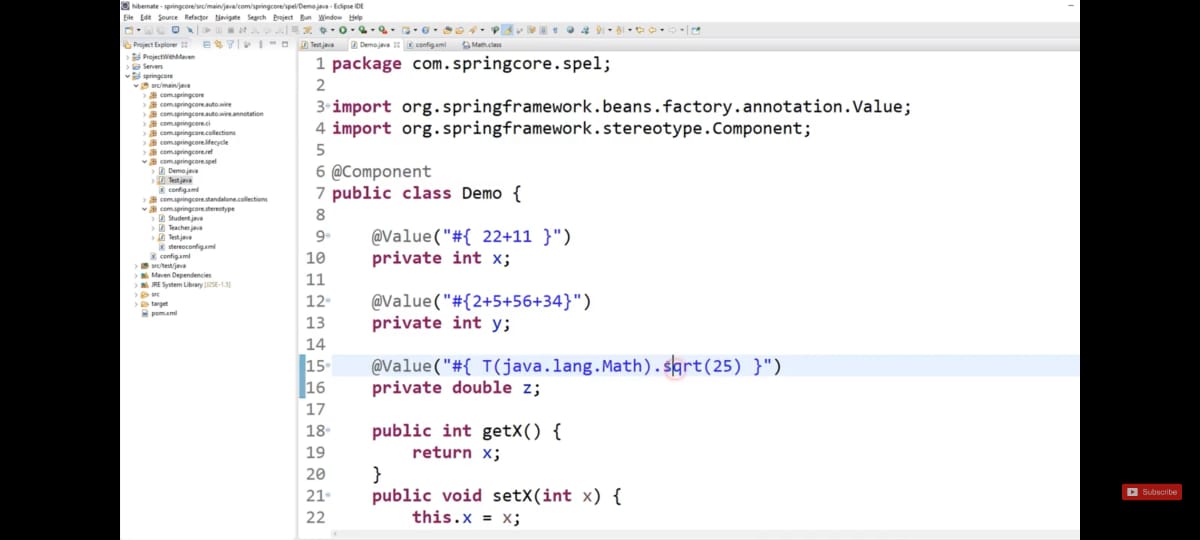 hibernate - springcore/src/main/java/com/springcore/spel/Demo.java - Eclipse IDE
File Edit Source Refactor Navigate Search Project Run Window Help
Project Explorer
Test.java Demo.java config.xml Math.class
ProjectWithMaven
Servers
springcore
src/main/java
com.springcore
com.springcore.auto.wire
com.springcore.auto.wire.annotation
com.springcore.ci
com.springcore.collections
com.springcore.lifecycle
com.springcore.ref
com.springcore.spel
Demo.java
Test.java
config.xml
com.springcore.standalone.collections
com.springcore.stereotype
Student.java
Teacher.java
Test.java
stereoconfig.xml
config.xml
src/test/java
Maven Dependencies
JRE System Library [J2SE-1.5]
src
target
pom.xml
1 package com.springcore.spel;
2
3 import org.springframework.beans.factory.annotation.Value;
4 import org.springframework.stereotype.Component;
5
6 @Component
7 public class Demo {
8
9 @Value("#{ 22+11 }")
10 private int x;
11
12 @Value("#{2+5+56+34}")
13 private int y;
14
15 @Value("#{ T(java.lang.Math).sqrt(25) }")
16 private double z;
17
18 public int getX() {
19 return x;
20 }
21 public void setX(int x) {
22 this.x = x;
Subscribe